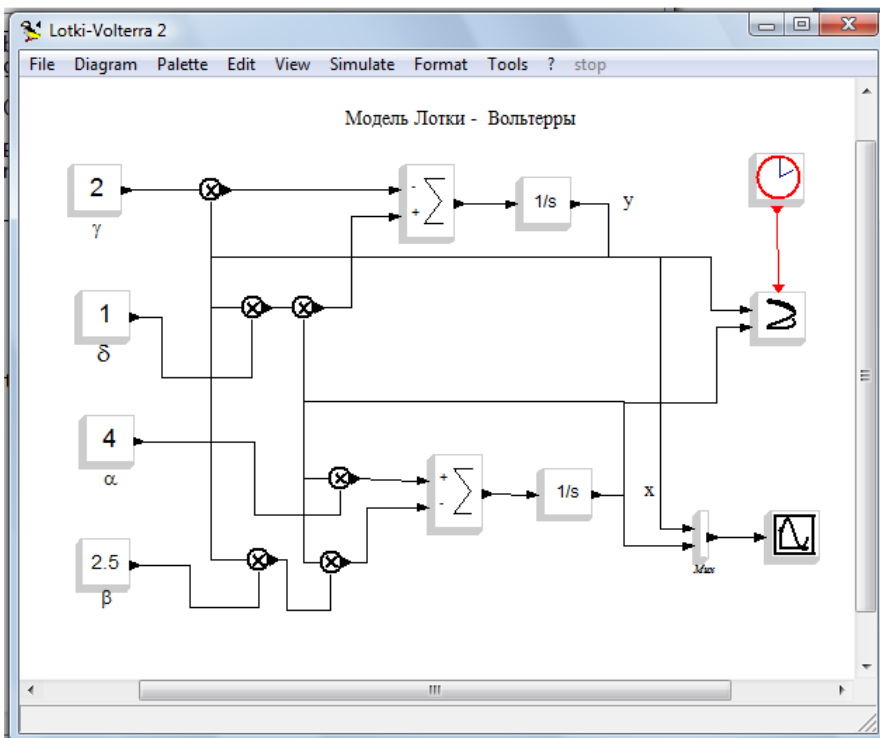 Lotki-Volterra 2
File Diagram Palette Edit View Simulate Format Tools ? stop
Модель Лотки - Вольтерры
2
γ
- +
1/s
y
1
δ
4
α
+ -
1/s
x
2.5
β
Mux